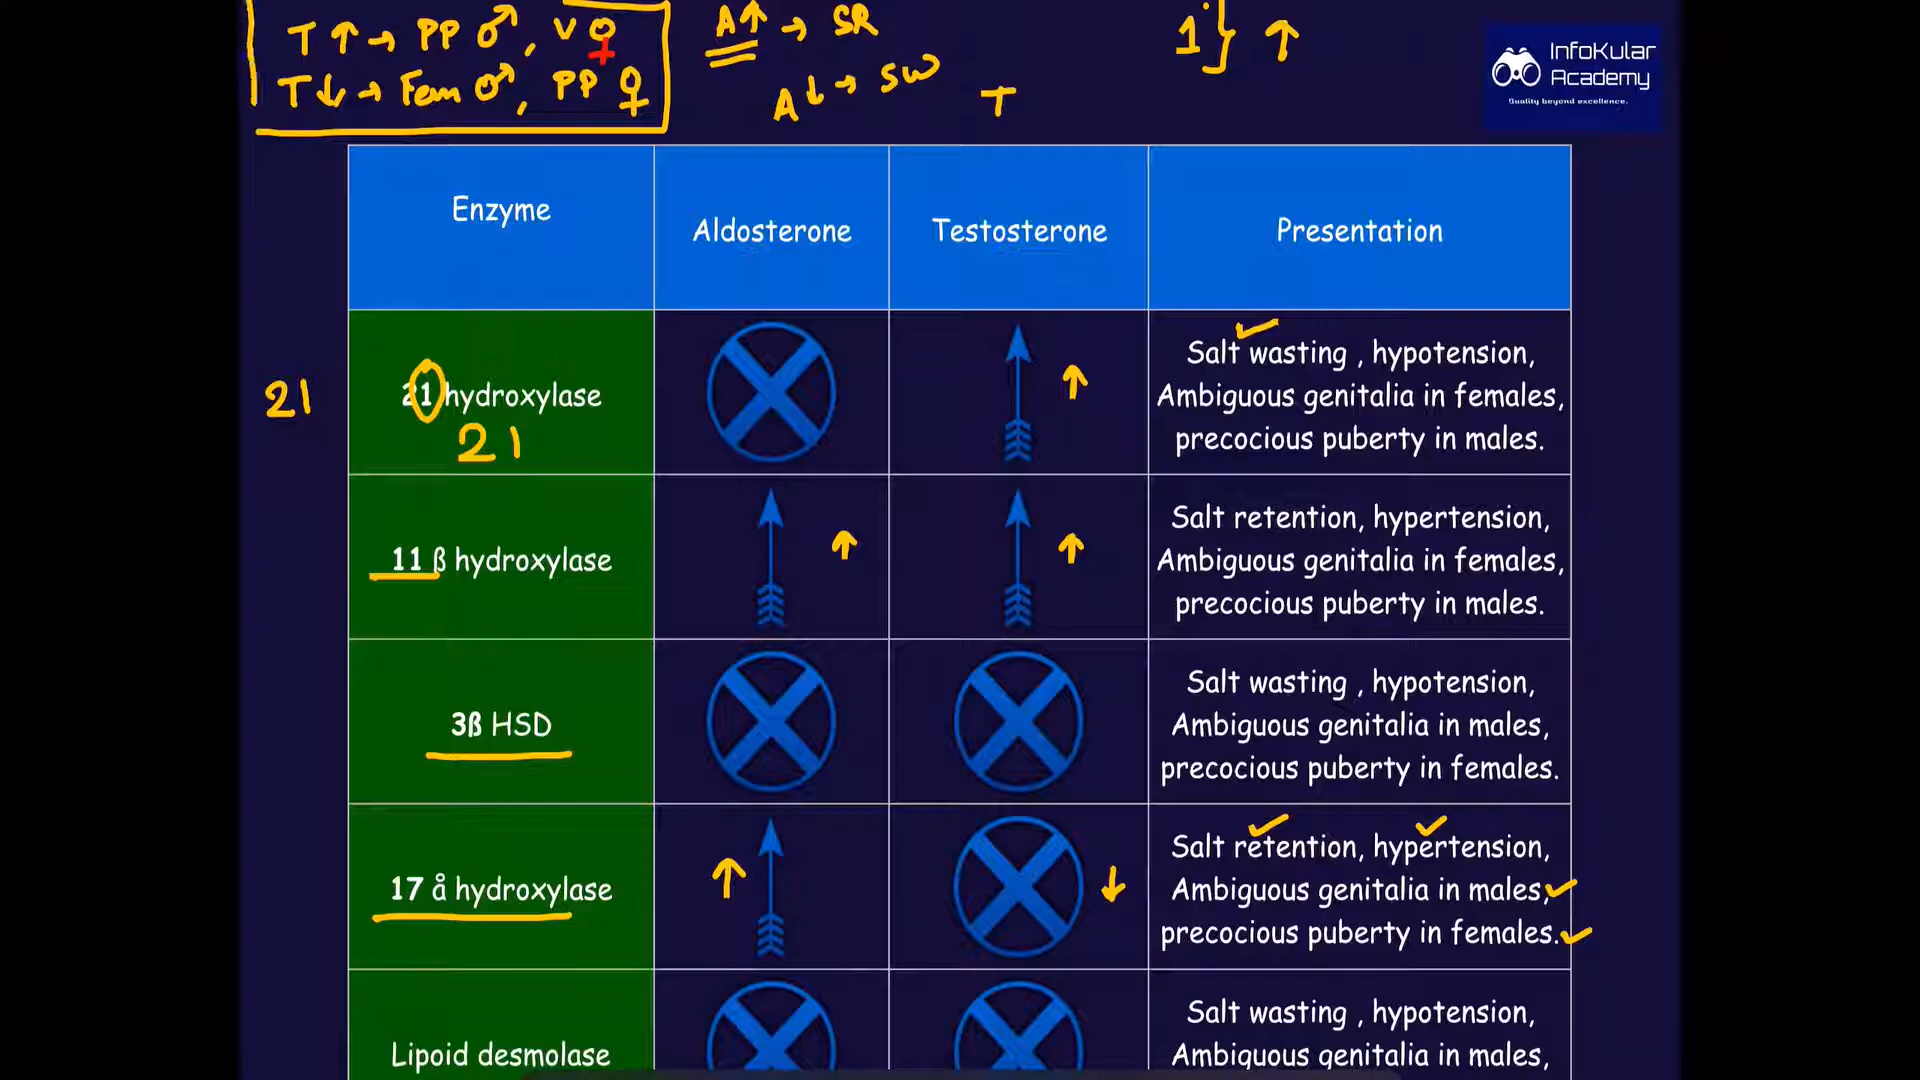 T ↑ → PP ♂, V ♀
A↑ → SR
1 } ↑
T ↓ → Fem ♂, PP ♀
A↓ → SW
T
InfoKular
Academy
Quality beyond excellence.
Enzyme
Aldosterone
Testosterone
Presentation
21
21 hydroxylase
21
↑
Salt wasting , hypotension,
Ambiguous genitalia in females,
precocious puberty in males.
11 ß hydroxylase
↑
↑
Salt retention, hypertension,
Ambiguous genitalia in females,
precocious puberty in males.
3ß HSD
Salt wasting , hypotension,
Ambiguous genitalia in males,
precocious puberty in females.
17 å hydroxylase
↑
↓
Salt retention, hypertension,
Ambiguous genitalia in males,
precocious puberty in females.
Lipoid desmolase
Salt wasting , hypotension,
Ambiguous genitalia in males,